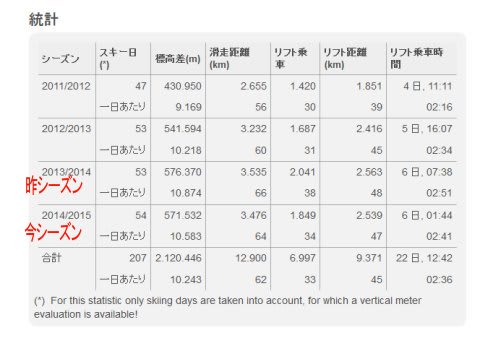 統計
シーズン スキー日(*) 標高差(m) 滑走距離(km) リフト乗車 リフト距離(km) リフト乗車時間
2011/2012 47 430.950 2.655 1.420 1.851 4 日, 11:11
一日あたり 9.169 56 30 39 02:16
2012/2013 53 541.594 3.232 1.687 2.416 5 日, 16:07
一日あたり 10.218 60 31 45 02:34
2013/2014 53 576.370 3.535 2.041 2.563 6 日, 07:38
昨シーズン 一日あたり 10.874 66 38 48 02:51
2014/2015 54 571.532 3.476 1.849 2.539 6 日, 01:44
今シーズン 一日あたり 10.583 64 34 47 02:41
合計 207 2.120.446 12.900 6.997 9.371 22 日, 12:42
一日あたり 10.243 62 33 45 02:36
(*) For this statistic only skiing days are taken into account, for which a vertical meter
evaluation is available!